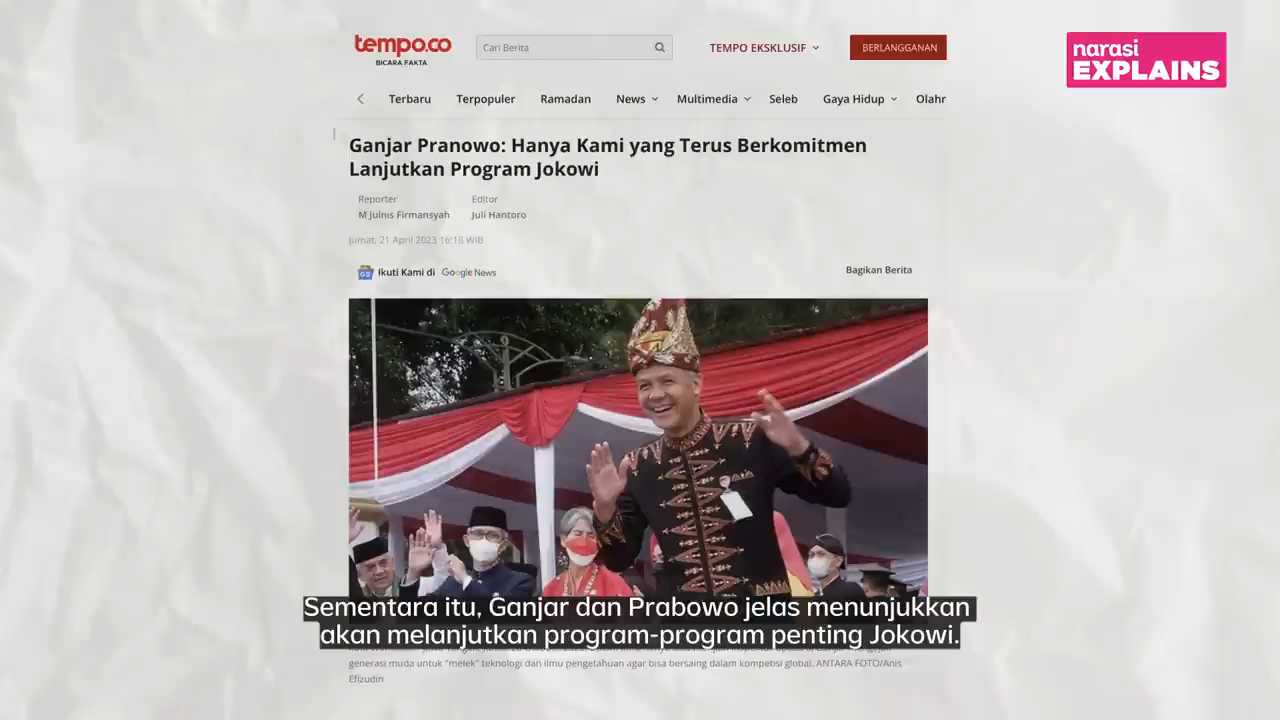 tempo.co
BICARA FAKTA
Cari Berita
TEMPO EKSKLUSIF
BERLANGGANAN
narasi
EXPLAINS
Terbaru Terpopuler Ramadan News Multimedia Seleb Gaya Hidup Olahr
Ganjar Pranowo: Hanya Kami yang Terus Berkomitmen
Lanjutkan Program Jokowi
Reporter Editor
M Julnis Firmansyah Juli Hantoro
Jumat, 21 April 2023 16:18 WIB
Ikuti Kami di Google News
Bagikan Berita
Sementara itu, Ganjar dan Prabowo jelas menunjukkan
akan melanjutkan program-program penting Jokowi.
generasi muda untuk "melek" teknologi dan ilmu pengetahuan agar bisa bersaing dalam kompetisi global. ANTARA FOTO/Anis
Efizudin